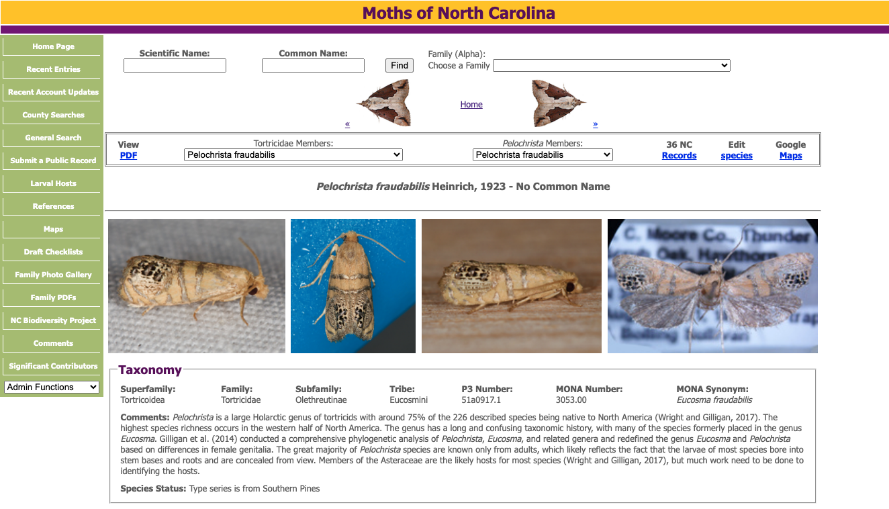 Moths of North Carolina
Home Page
Recent Entries
Recent Account Updates
County Searches
General Search
Submit a Public Record
Larval Hosts
References
Maps
Draft Checklists
Family Photo Gallery
Family PDFs
NC Biodiversity Project
Comments
Significant Contributors
Admin Functions
Scientific Name:
Common Name:
Find
Family (Alpha):
Choose a Family
«
Home
»
View
PDF
Tortricidae Members:
Pelochrista fraudabilis
Pelochrista Members:
Pelochrista fraudabilis
36 NC
Records
Edit
species
Google
Maps
Pelochrista fraudabilis Heinrich, 1923 - No Common Name
C. Moore Co., Thunder
Oak, Hawthorn
Taxonomy
Superfamily: Family: Subfamily: Tribe: P3 Number: MONA Number: MONA Synonym:
Tortricoidea Tortricidae Olethreutinae Eucosmini 51a0917.1 3053.00 Eucosma fraudabilis
Comments: Pelochrista is a large Holarctic genus of tortricids with around 75% of the 226 described species being native to North America (Wright and Gilligan, 2017). The
highest species richness occurs in the western half of North America. The genus has a long and confusing taxonomic history, with many of the species formerly placed in the genus
Eucosma. Gilligan et al. (2014) conducted a comprehensive phylogenetic analysis of Pelochrista, Eucosma, and related genera and redefined the genus Eucosma and Pelochrista
based on differences in female genitalia. The great majority of Pelochrista species are known only from adults, which likely reflects the fact that the larvae of most species bore into
stem bases and roots and are concealed from view. Members of the Asteraceae are the likely hosts for most species (Wright and Gilligan, 2017), but much work need to be done to
identifying the hosts.
Species Status: Type series is from Southern Pines